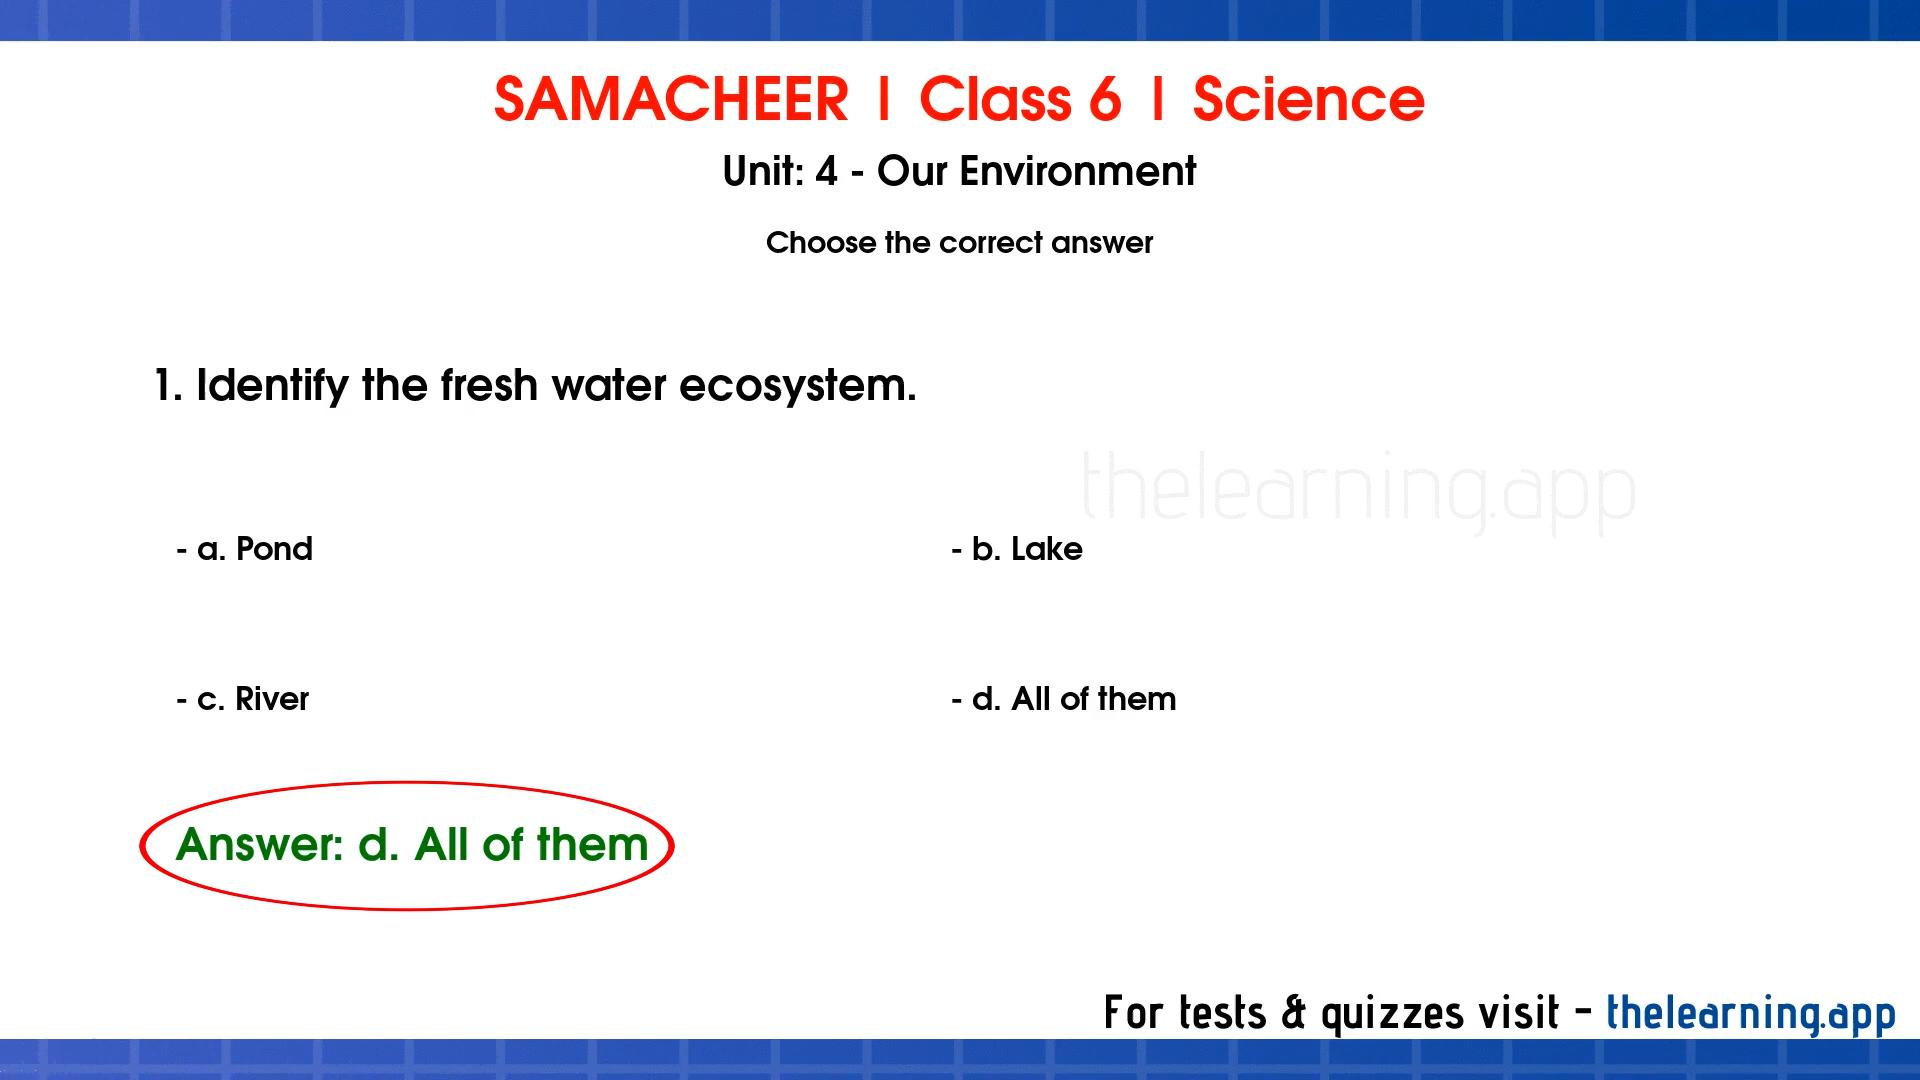 SAMACHEER | Class 6 | Science
Unit: 4 - Our Environment
Choose the correct answer
1. Identify the fresh water ecosystem.
thelearning.app
- a. Pond
- b. Lake
- c. River
- d. All of them
Answer: d. All of them
For tests & quizzes visit - thelearning.app